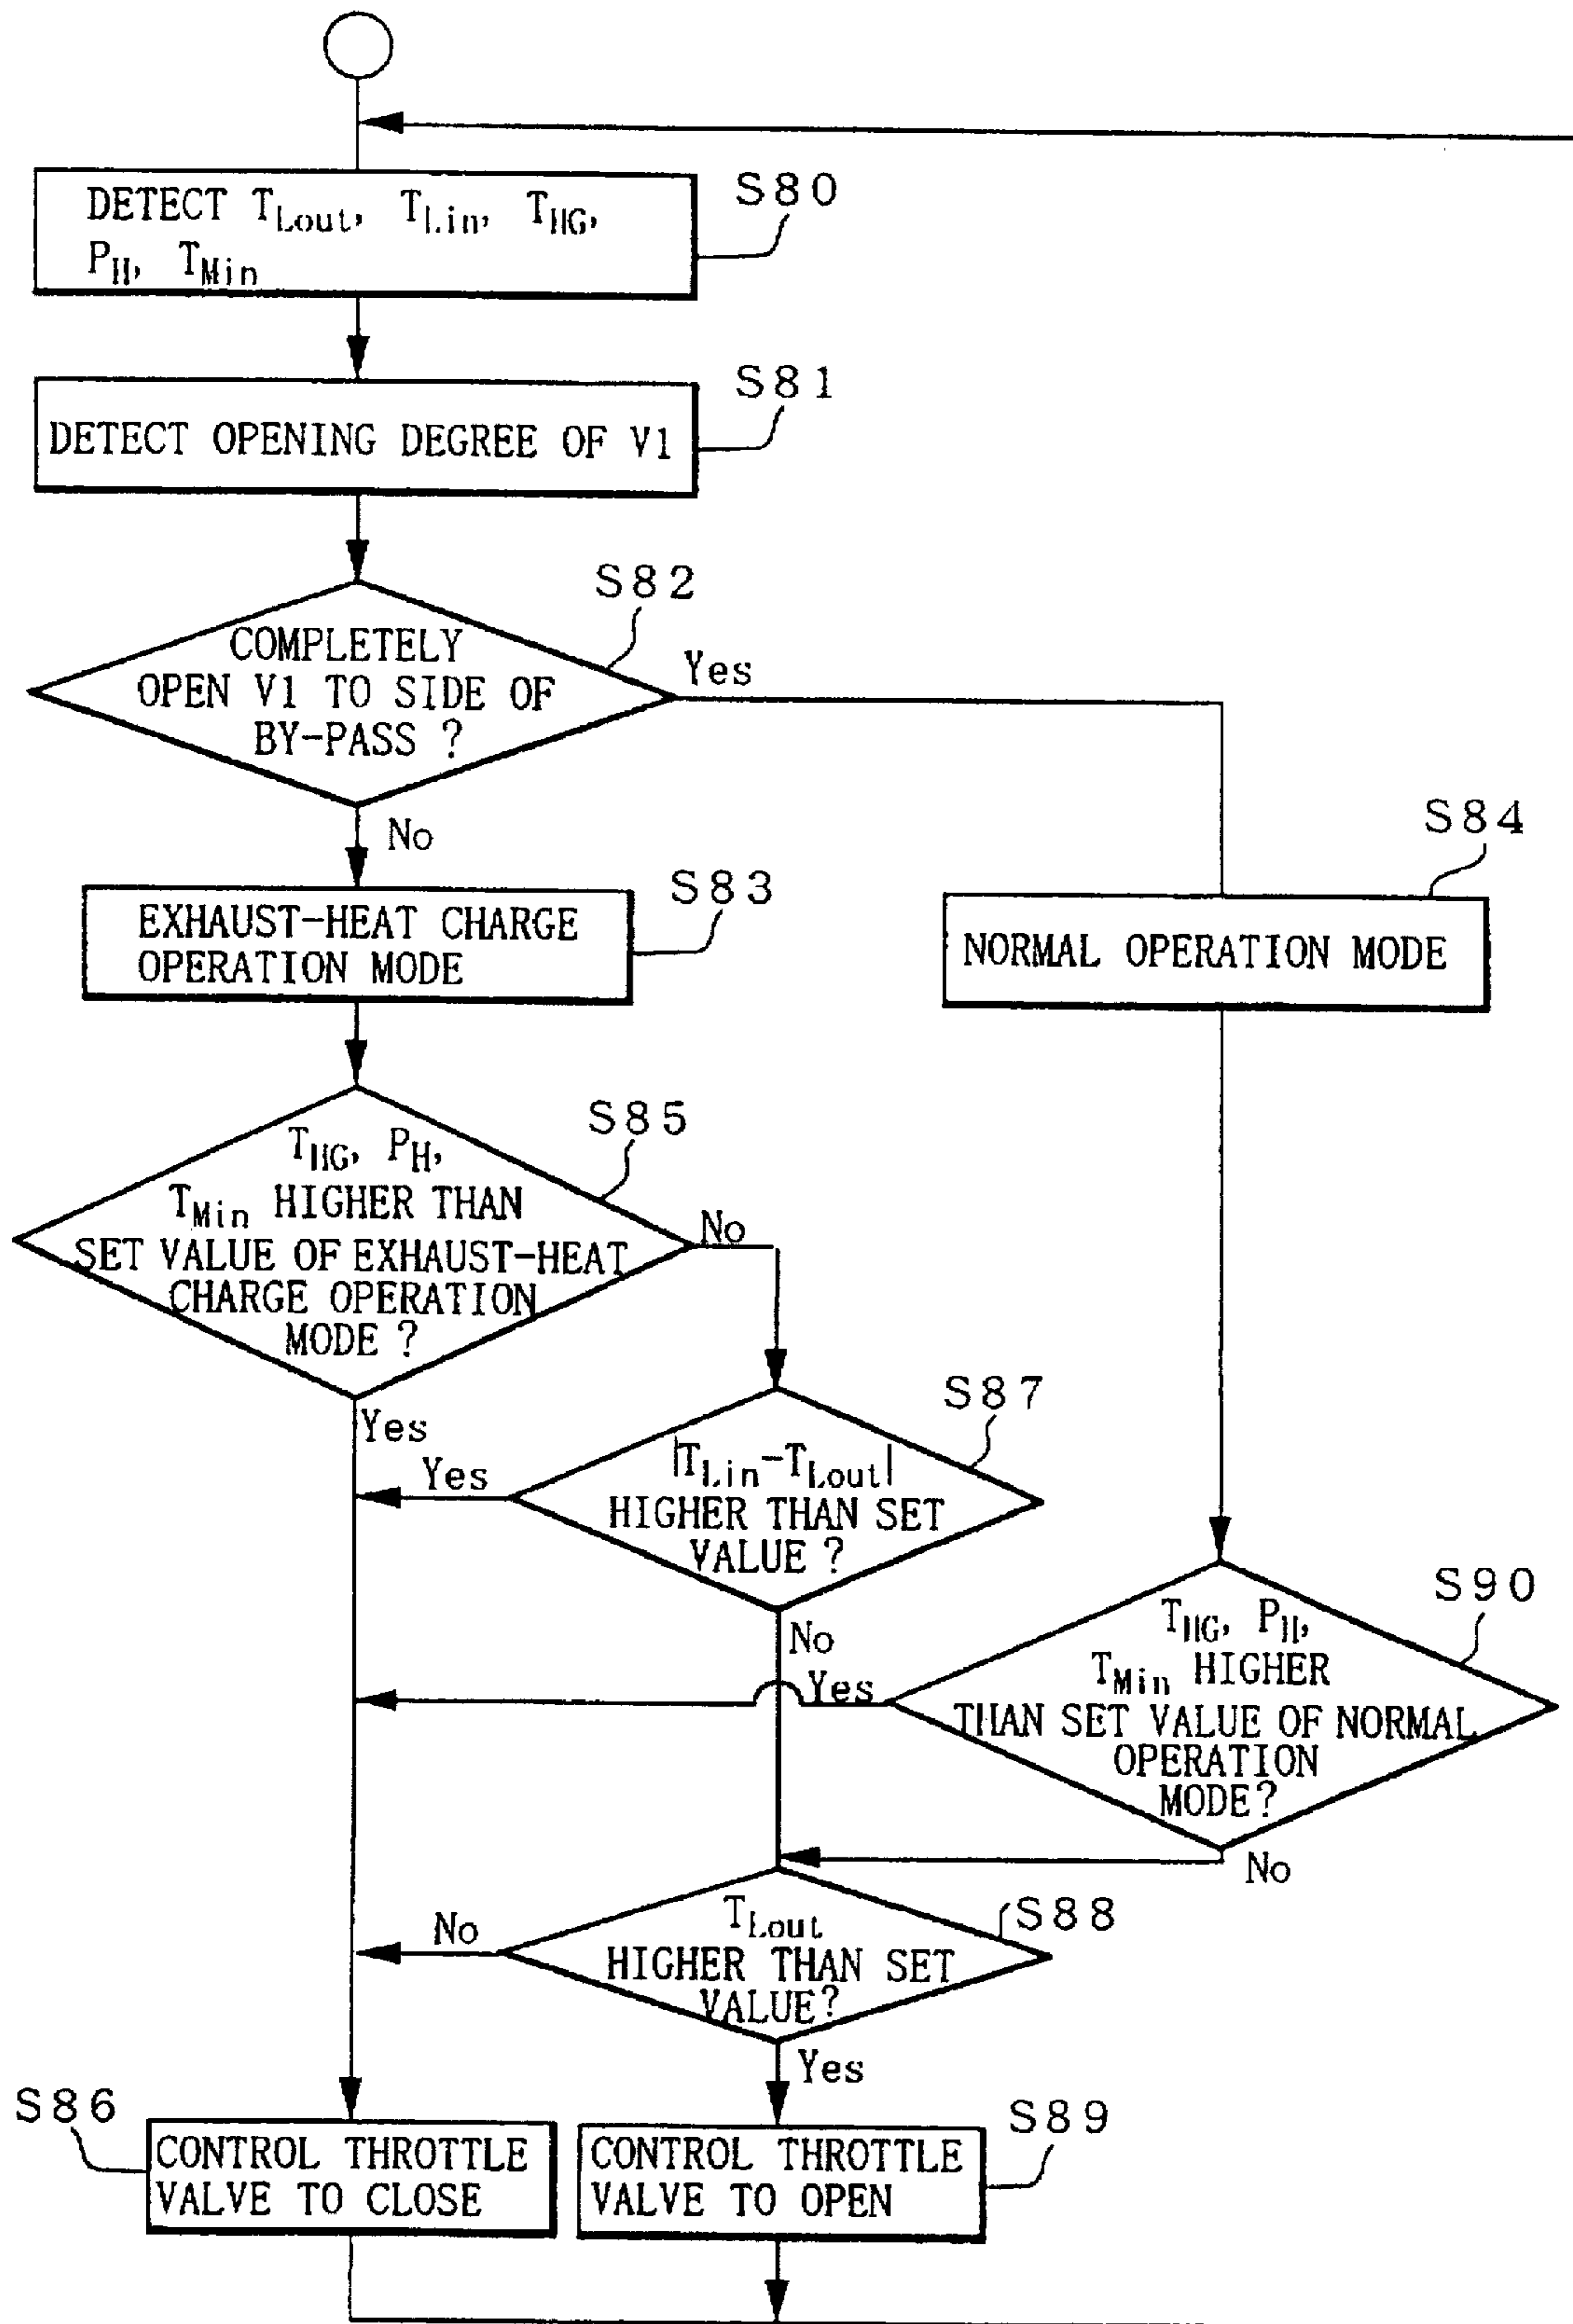 S80
DETECT T_Lout, T_Lin, T_HG,
P_H, T_Min
S81
DETECT OPENING DEGREE OF V1
S82
COMPLETELY
OPEN V1 TO SIDE OF
BY-PASS ?
Yes
No
S83
EXHAUST-HEAT CHARGE
OPERATION MODE
S84
NORMAL OPERATION MODE
S85
T_HG, P_H,
T_Min HIGHER THAN
SET VALUE OF EXHAUST-HEAT
CHARGE OPERATION
MODE ?
No
Yes
S87
|T_Lin-T_Lout|
HIGHER THAN SET
VALUE ?
Yes
No
S90
T_HG, P_H,
T_Min HIGHER
THAN SET VALUE OF NORMAL
OPERATION
MODE?
Yes
No
S88
T_Lout
HIGHER THAN SET
VALUE?
No
Yes
S86
CONTROL THROTTLE
VALVE TO CLOSE
S89
CONTROL THROTTLE
VALVE TO OPEN